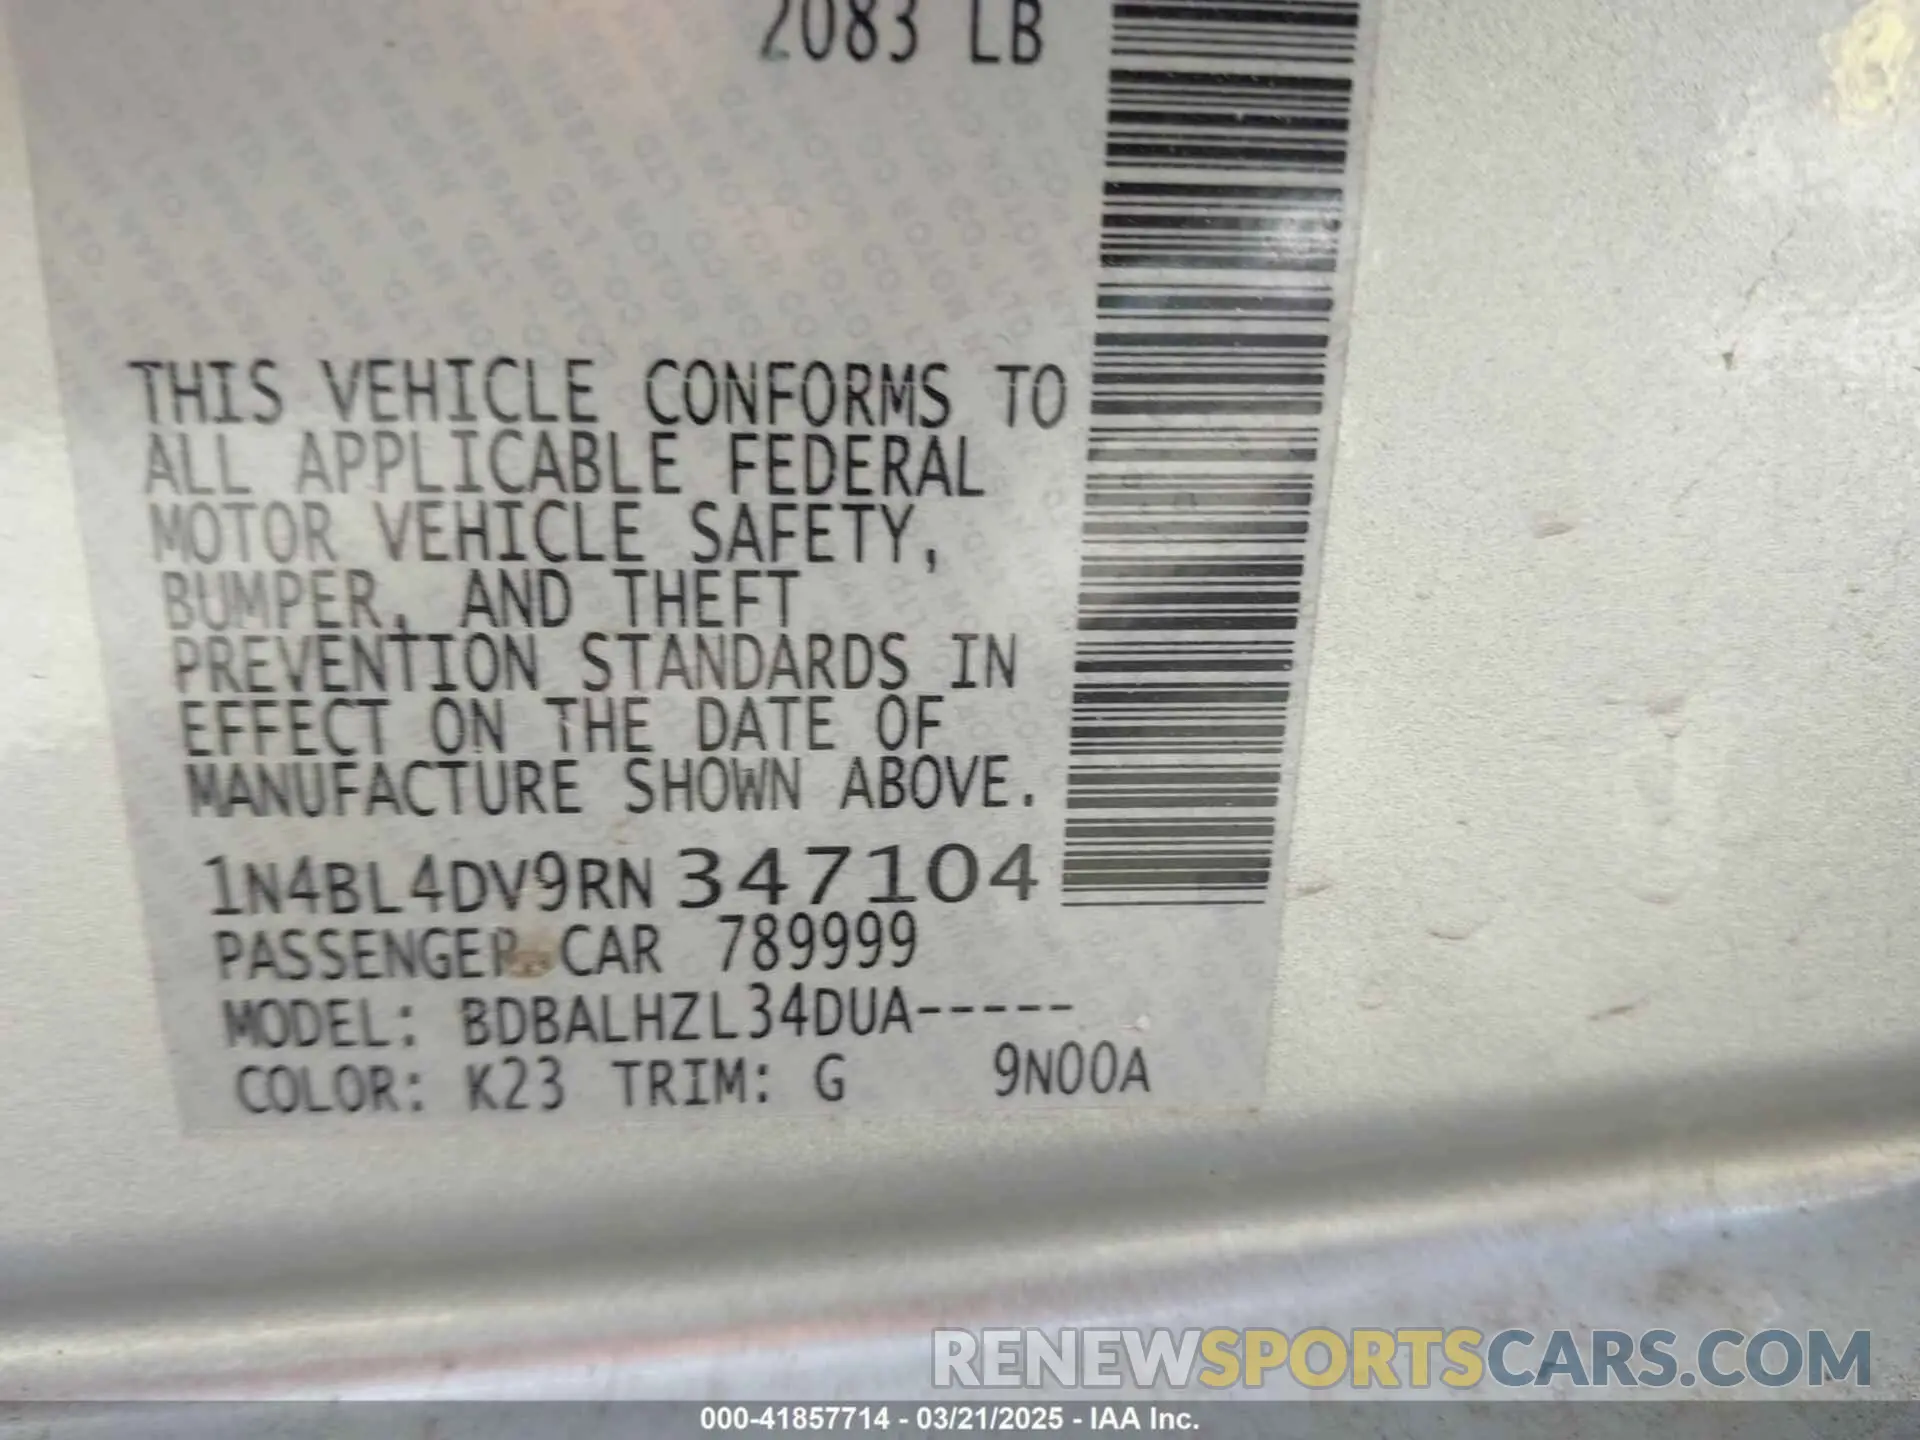 2083 LB
THIS VEHICLE CONFORMS TO
ALL APPLICABLE FEDERAL
MOTOR VEHICLE SAFETY,
BUMPER, AND THEFT
PREVENTION STANDARDS IN
EFFECT ON THE DATE OF
MANUFACTURE SHOWN ABOVE.
1N4BL4DV9RN347104
PASSENGER CAR 789999
MODEL: BDBALHZL34DUA-----
COLOR: K23 TRIM: G 9N00A
RENEWSPORTSCARS.COM
000-41857714 - 03/21/2025 - IAA Inc.